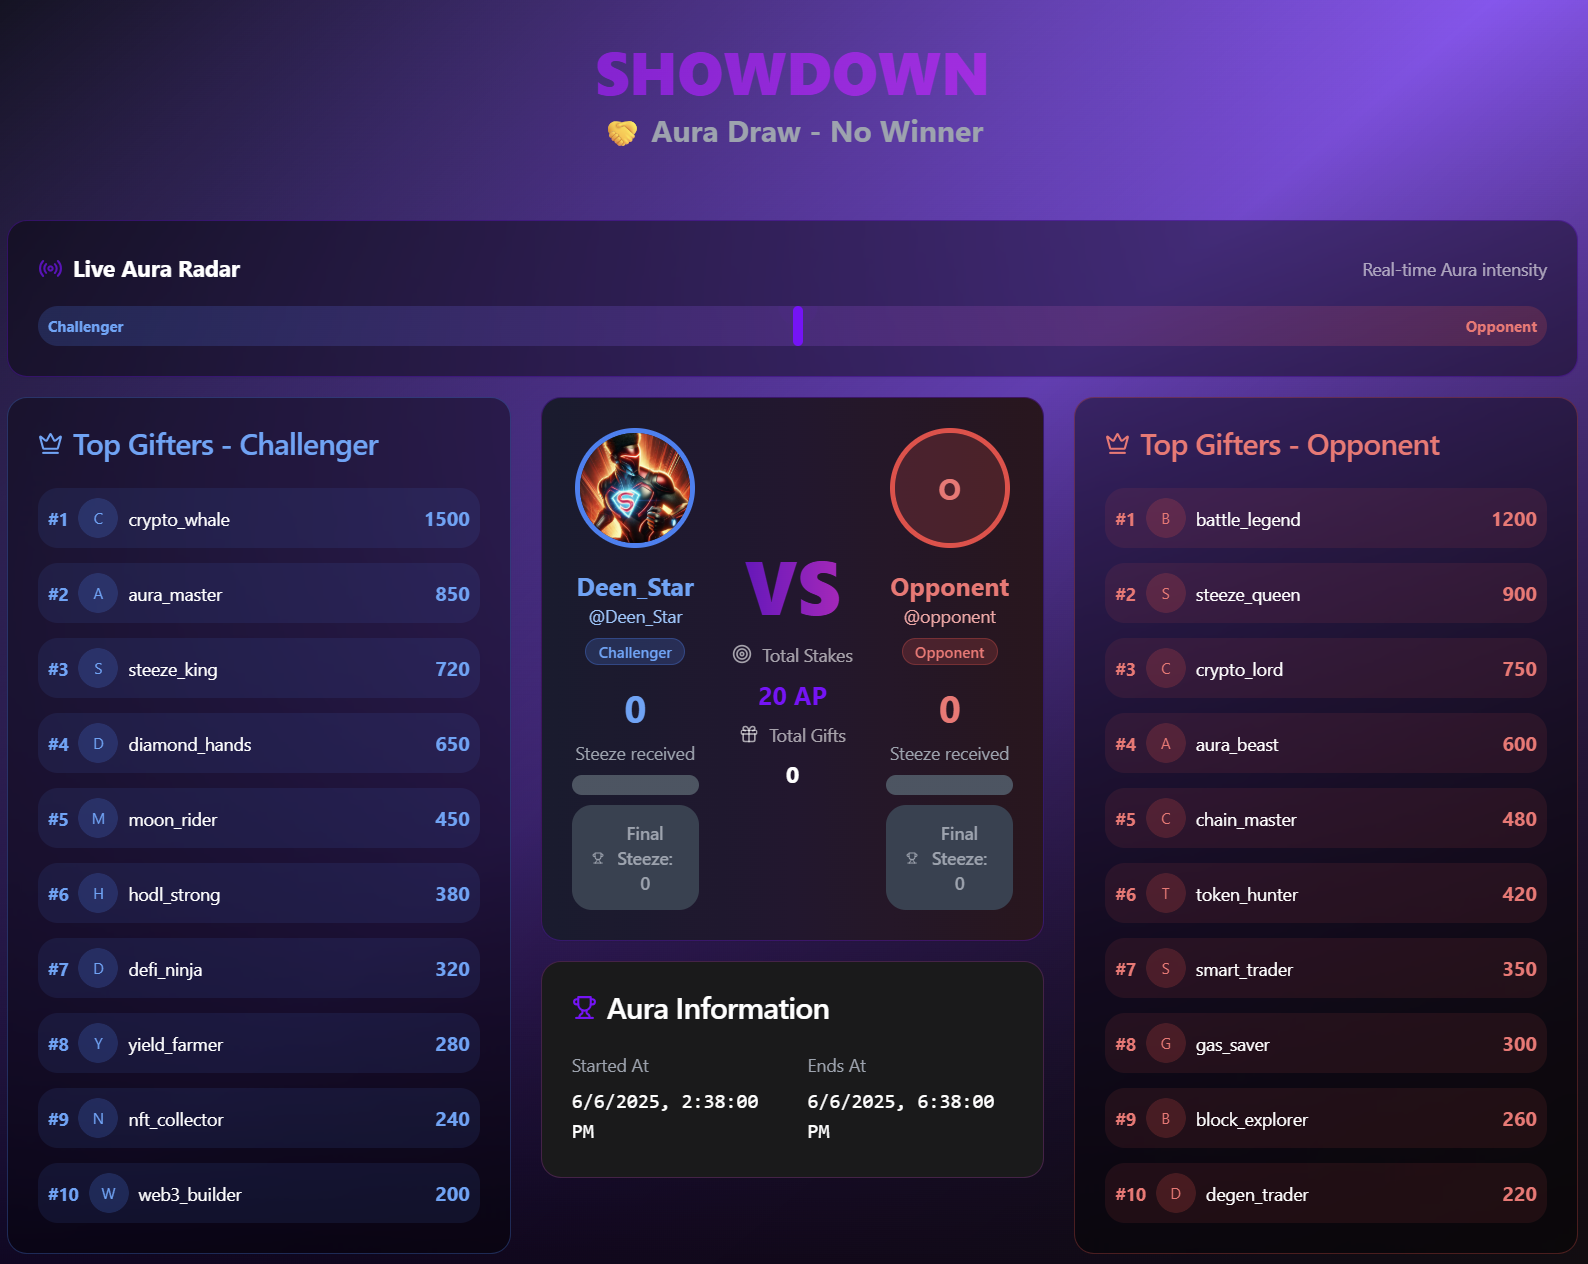 SHOWDOWN
Aura Draw - No Winner
Live Aura Radar
Real-time Aura intensity
Challenger
Opponent
Top Gifters - Challenger
#1 C crypto_whale 1500
#2 A aura_master 850
#3 S steeze_king 720
#4 D diamond_hands 650
#5 M moon_rider 450
#6 H hodl_strong 380
#7 D defi_ninja 320
#8 Y yield_farmer 280
#9 N nft_collector 240
#10 W web3_builder 200
S
Deen_Star
@Deen_Star
Challenger
0
Steeze received
Final
Steeze:
0
VS
Total Stakes
20 AP
Total Gifts
0
O
Opponent
@opponent
Opponent
0
Steeze received
Final
Steeze:
0
Aura Information
Started At
6/6/2025, 2:38:00
PM
Ends At
6/6/2025, 6:38:00
PM
Top Gifters - Opponent
#1 B battle_legend 1200
#2 S steeze_queen 900
#3 C crypto_lord 750
#4 A aura_beast 600
#5 C chain_master 480
#6 T token_hunter 420
#7 S smart_trader 350
#8 G gas_saver 300
#9 B block_explorer 260
#10 D degen_trader 220